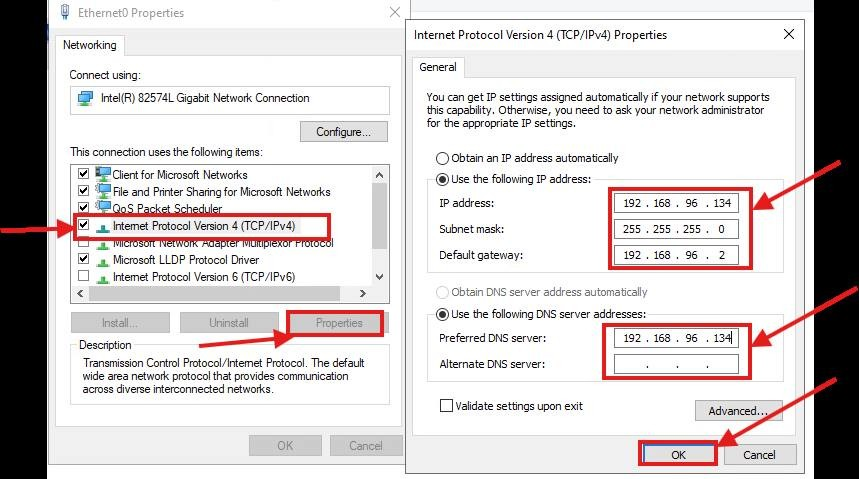 Ethernet0 Properties
Networking
Connect using:
Intel(R) 82574L Gigabit Network Connection
Configure...
This connection uses the following items:
Client for Microsoft Networks
File and Printer Sharing for Microsoft Networks
QoS Packet Scheduler
Internet Protocol Version 4 (TCP/IPv4)
Microsoft Network Adapter Multiplexor Protocol
Microsoft LLDP Protocol Driver
Internet Protocol Version 6 (TCP/IPv6)
Install...
Uninstall
Properties
Description
Transmission Control Protocol/Internet Protocol. The default
wide area network protocol that provides communication
across diverse interconnected networks.
OK
Cancel
Internet Protocol Version 4 (TCP/IPv4) Properties
General
You can get IP settings assigned automatically if your network supports
this capability. Otherwise, you need to ask your network administrator
for the appropriate IP settings.
Obtain an IP address automatically
Use the following IP address:
IP address: 192 . 168 . 96 . 134
Subnet mask: 255 . 255 . 255 . 0
Default gateway: 192 . 168 . 96 . 2
Obtain DNS server address automatically
Use the following DNS server addresses:
Preferred DNS server: 192 . 168 . 96 . 134
Alternate DNS server: . . .
Validate settings upon exit
Advanced...
OK
Cancel